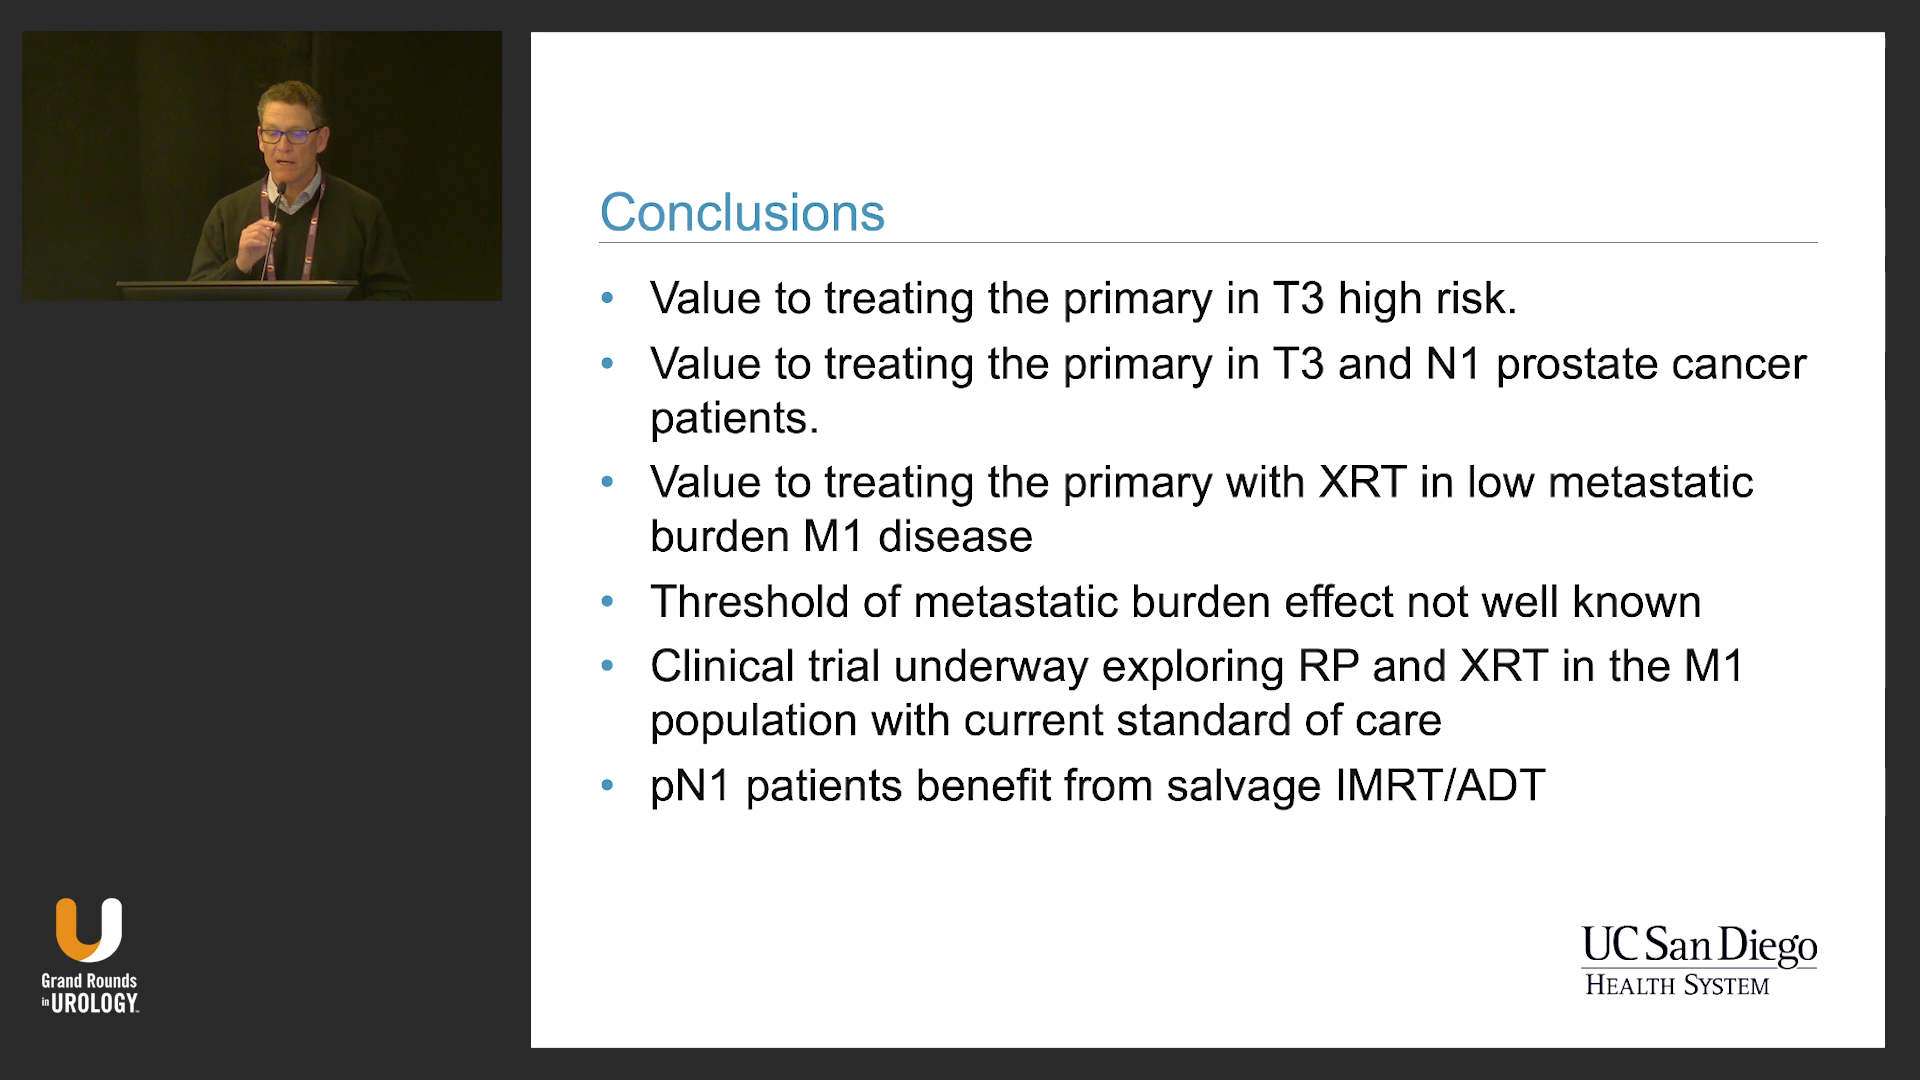 Conclusions
• Value to treating the primary in T3 high risk.
• Value to treating the primary in T3 and N1 prostate cancer
patients.
• Value to treating the primary with XRT in low metastatic
burden M1 disease
• Threshold of metastatic burden effect not well known
• Clinical trial underway exploring RP and XRT in the M1
population with current standard of care
• pN1 patients benefit from salvage IMRT/ADT
Grand Rounds
in UROLOGY
UC San Diego
HEALTH SYSTEM